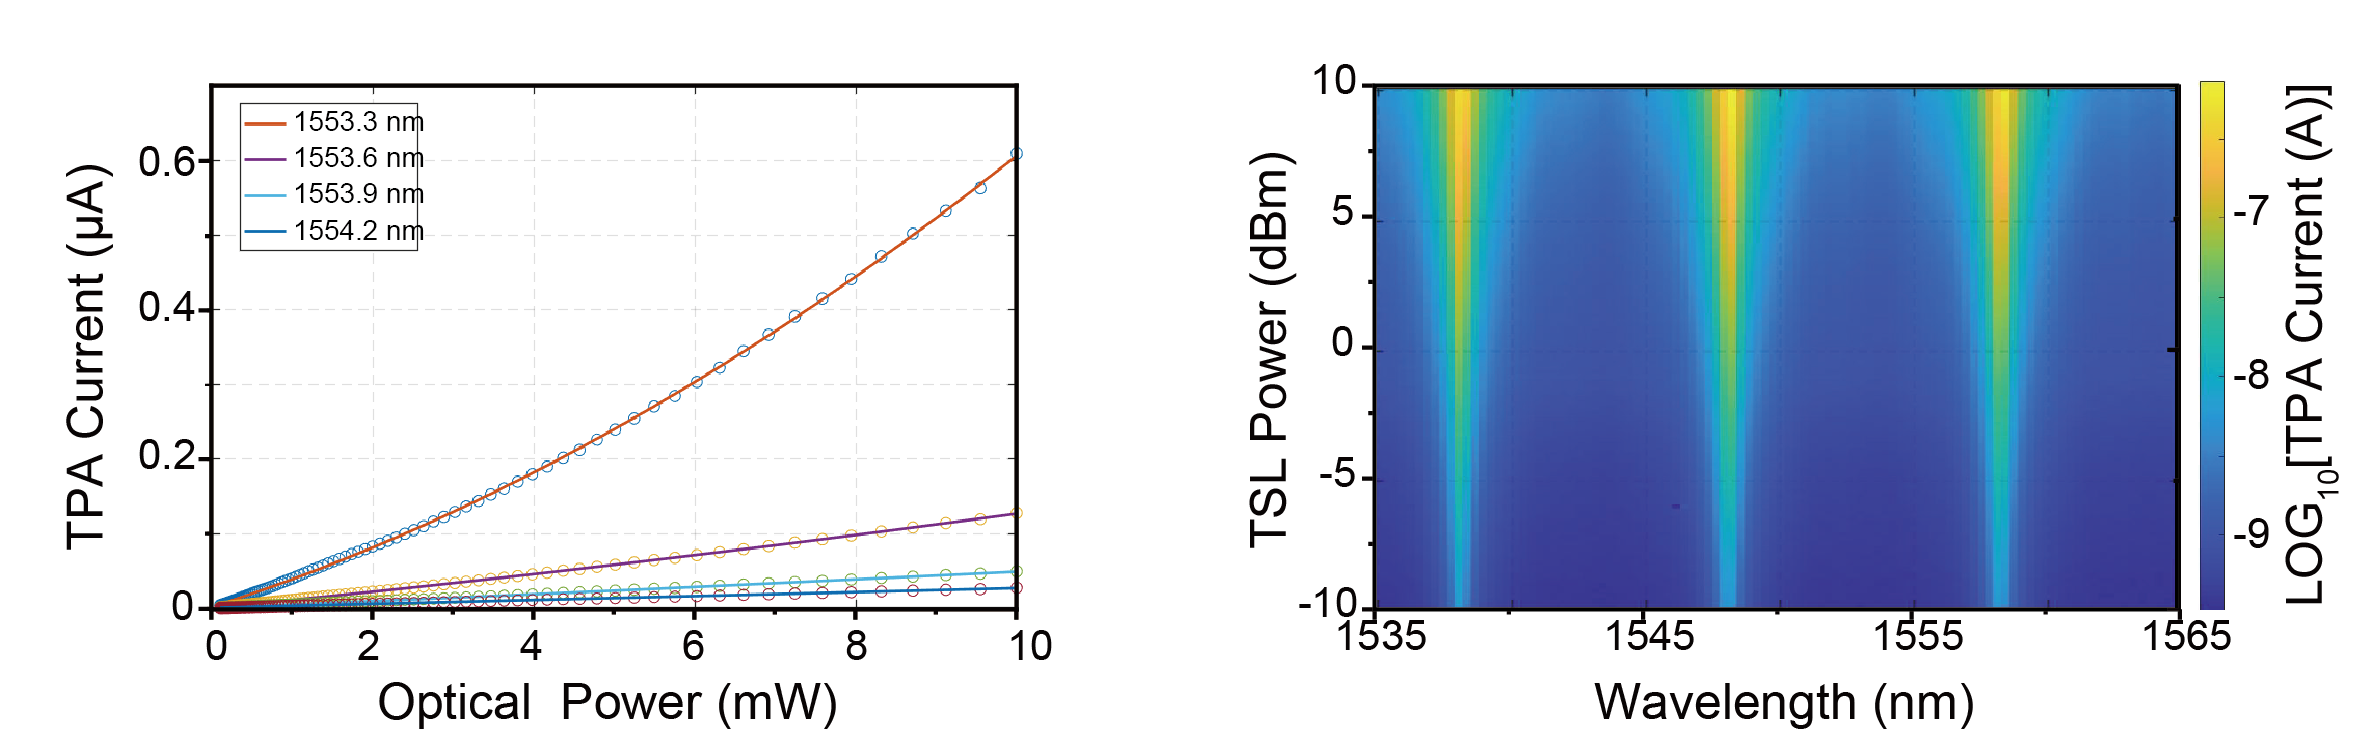 1553.3 nm
1553.6 nm
1553.9 nm
1554.2 nm
TPA Current (μA)
0.6
0.4
0.2
0
0 2 4 6 8 10
Optical Power (mW)
TSL Power (dBm)
10
5
0
-5
-10
1535 1545 1555 1565
Wavelength (nm)
-7
-8
-9
LOG10[TPA Current (A)]